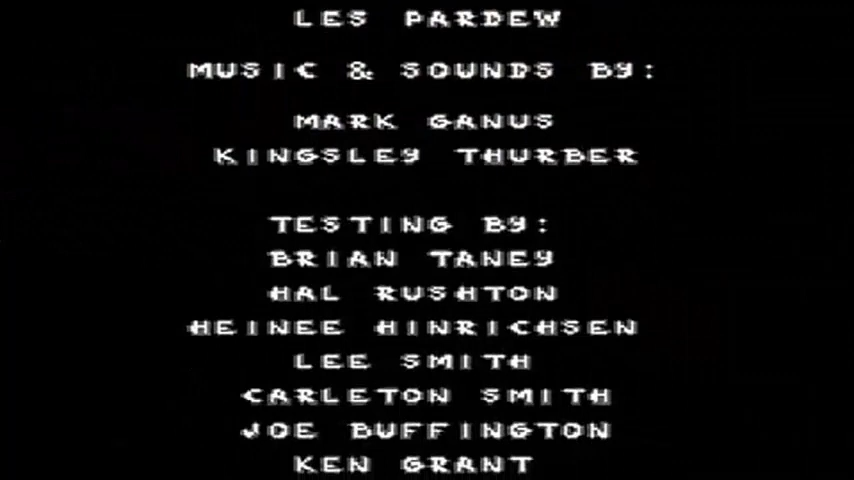 LES PARDEW
MUSIC & SOUNDS BY:
MARK GANUS
KINGSLEY THURBER
TESTING BY:
BRIAN TANEY
HAL RUSHTON
HEINEE HINRICHSEN
LEE SMITH
CARLETON SMITH
JOE BUFFINGTON
KEN GRANT